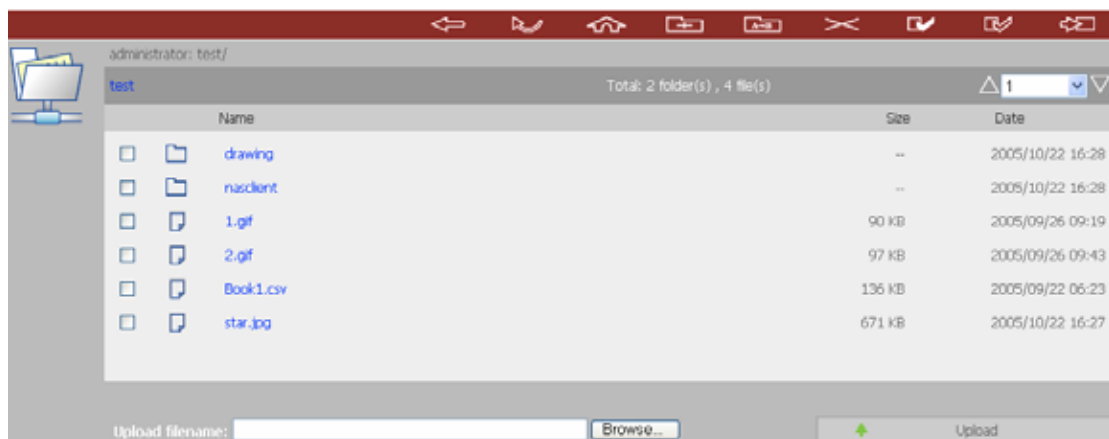 A→B
administrator: test/
test Total: 2 folder(s) , 4 file(s) 1
Name Size Date
drawing -- 2005/10/22 16:28
nasclient -- 2005/10/22 16:28
1.gif 90 KB 2005/09/26 09:19
2.gif 97 KB 2005/09/26 09:43
Book1.csv 136 KB 2005/09/22 06:23
star.jpg 671 KB 2005/10/22 16:27
Upload filename: Browse... Upload